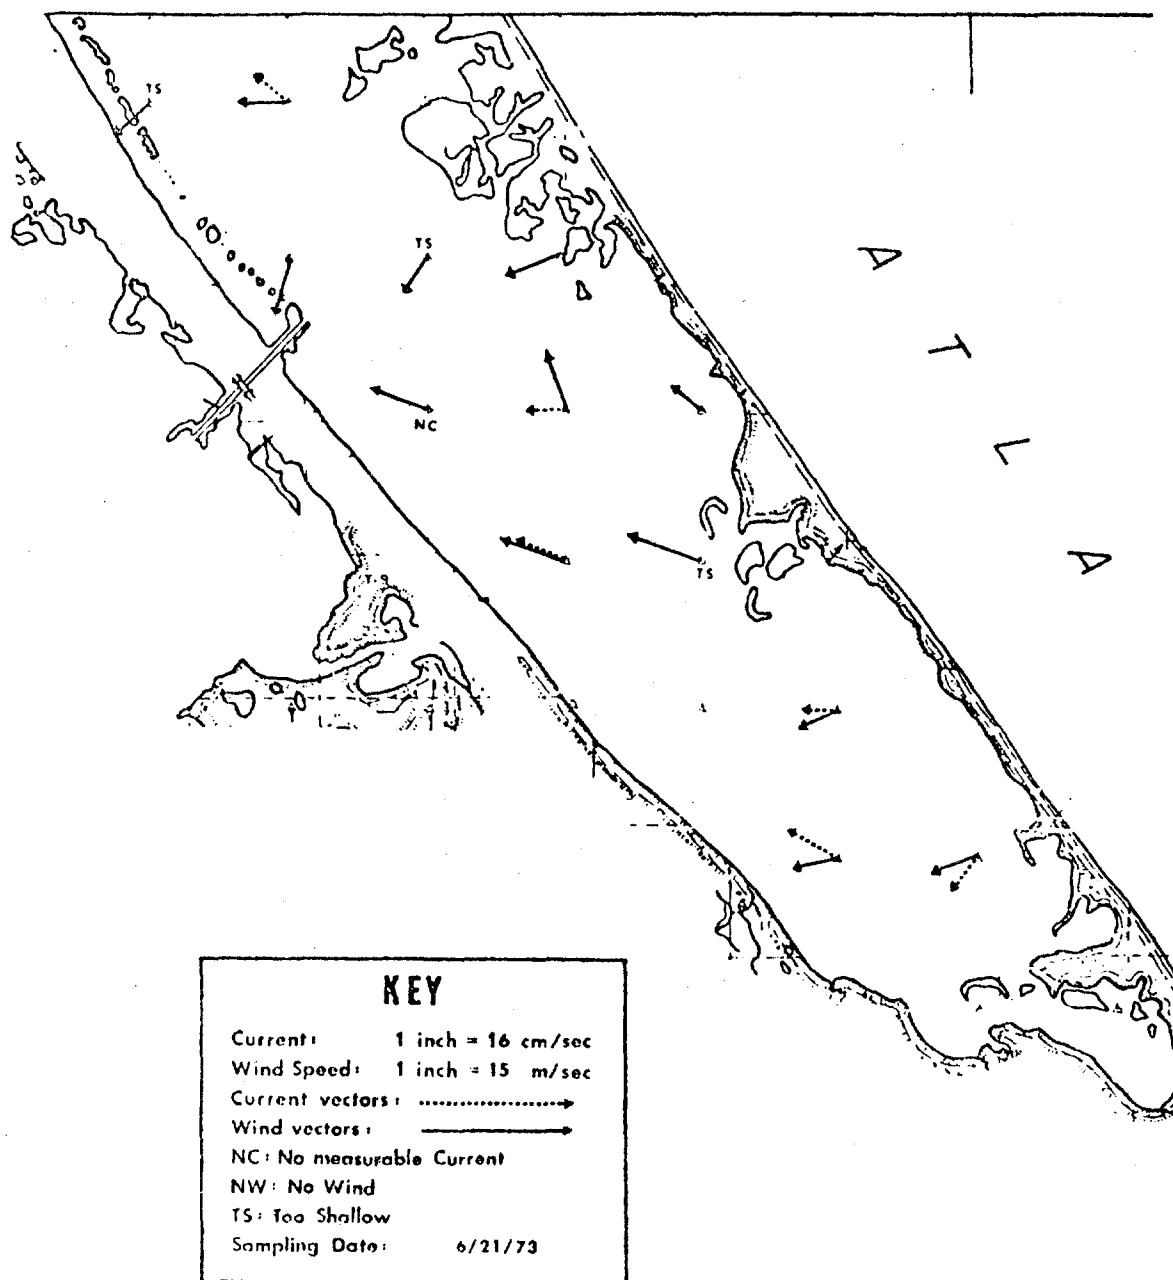 TS
TS
A
T
NC
L
TS
A
KEY
Current: 1 inch = 16 cm/sec
Wind Speed: 1 inch = 15 m/sec
Current vectors:
Wind vectors:
NC: No measurable Current
NW: No Wind
TS: Too Shallow
Sampling Date: 6/21/73